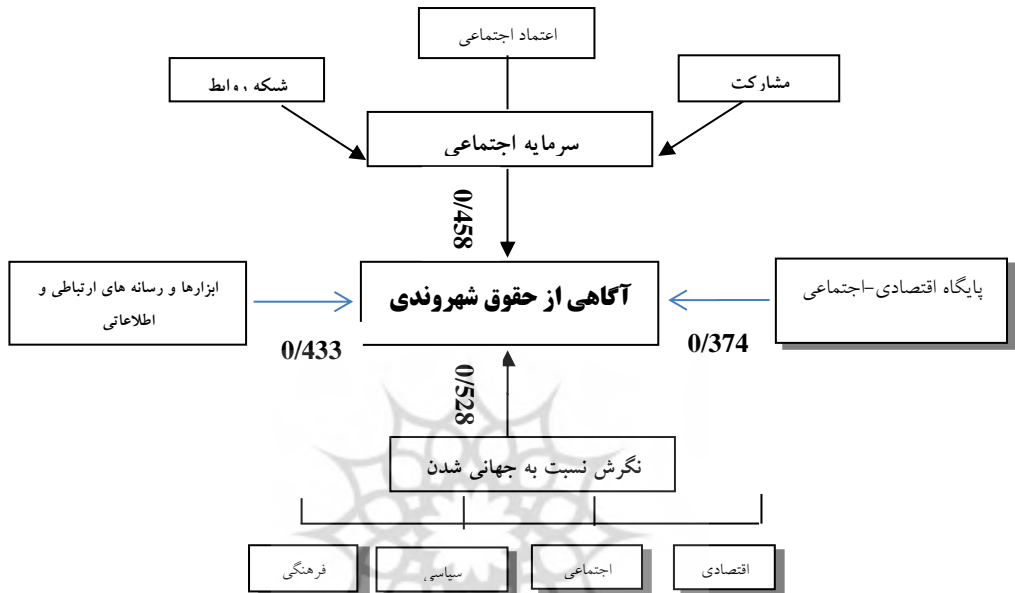 اعتماد اجتماعی
مشارکت
شبکه روابط
سرمایه اجتماعی
0/458
پایگاه اقتصادی-اجتماعی
آگاهی از حقوق شهروندی
ابزارها و رسانه های ارتباطی و
اطلاعاتی
0/374
0/433
0/528
نگرش نسبت به جهانی شدن
اقتصادی
اجتماعی
سیاسی
فرهنگی